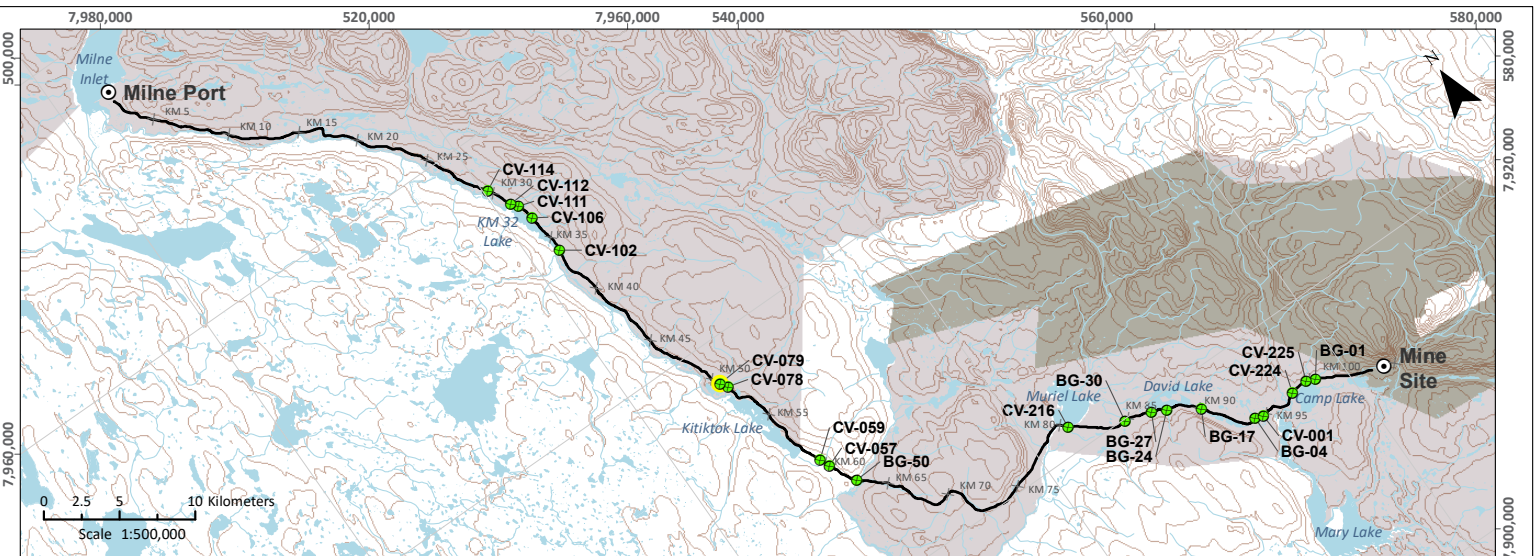 7,980,000
520,000
7,960,000
540,000
560,000
580,000
500,000
580,000
Milne
Inlet
Milne Port
N
KM 5
KM 10
KM 15
KM 20
KM 25
CV-114
KM 30
CV-112
CV-111
CV-106
KM 32
Lake
KM 35
CV-102
KM 40
KM 45
7,920,000
CV-079
KM 50
CV-078
KM 55
Kitiktok Lake
CV-059
CV-057
KM 60
BG-50
KM 65
KM 70
KM 75
BG-30
Muriel Lake
CV-216
KM 80
KM 85
David Lake
BG-27
BG-24
KM 90
BG-17
CV-225
CV-224
BG-01
KM 100
Mine
Site
Camp Lake
KM 95
CV-001
BG-04
7,960,000
0 2.5 5 10 Kilometers
Scale 1:500,000
Mary Lake
7,900,000